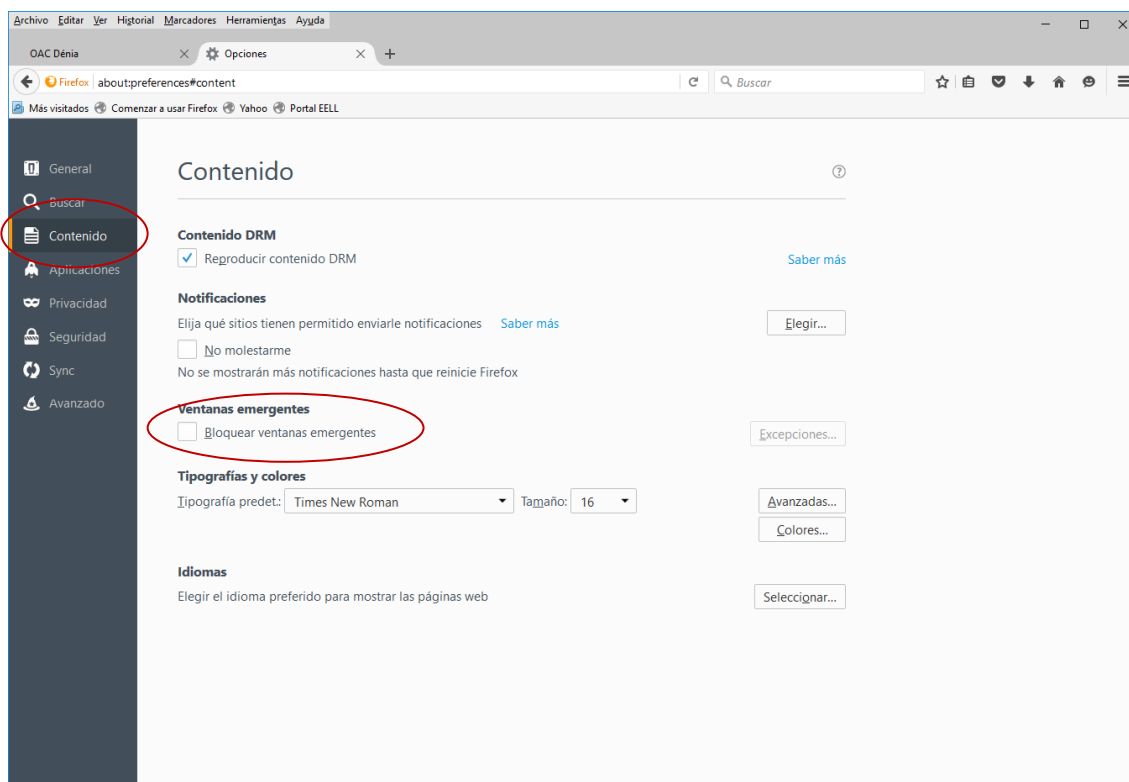 Archivo Editar Ver Historial Marcadores Herramientas Ayuda
OAC Dénia Opciones
Firefox about:preferences#content Buscar
Más visitados Comenzar a usar Firefox Yahoo Portal EELL
General
Contenido
Buscar
Contenido
Contenido DRM
Reproducir contenido DRM Saber más
Aplicaciones
Notificaciones
Privacidad
Elija qué sitios tienen permitido enviarle notificaciones Saber más Elegir...
Seguridad
No molestarme
Sync
No se mostrarán más notificaciones hasta que reinicie Firefox
Avanzado
Ventanas emergentes
Bloquear ventanas emergentes Excepciones...
Tipografías y colores
Tipografía predet.: Times New Roman Tamaño: 16 Avanzadas...
Colores...
Idiomas
Elegir el idioma preferido para mostrar las páginas web Seleccionar...